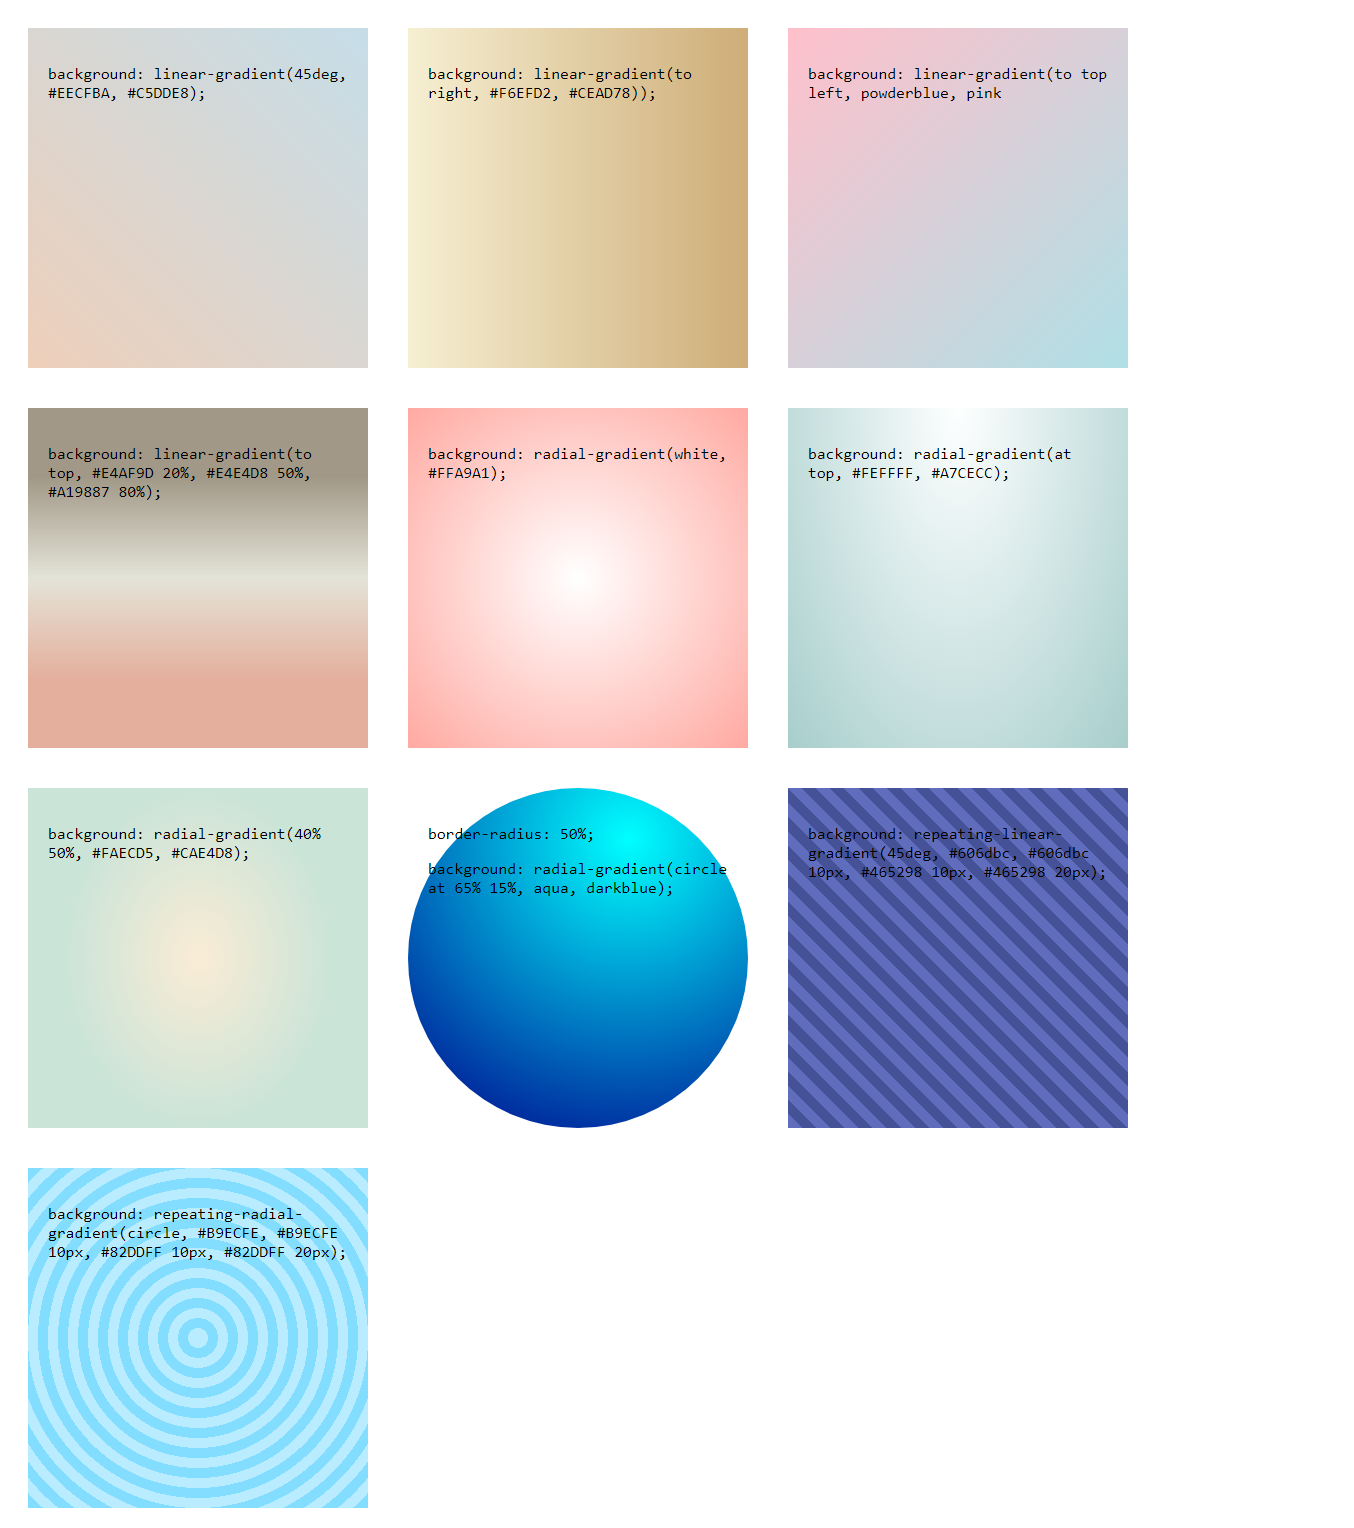 background: linear-gradient(45deg,
#EECFBA, #C5DDE8);
background: linear-gradient(to
right, #F6EFD2, #CEAD78));
background: linear-gradient(to top
left, powderblue, pink
background: linear-gradient(to
top, #E4AF9D 20%, #E4E4D8 50%,
#A19887 80%);
background: radial-gradient(white,
#FFA9A1);
background: radial-gradient(at
top, #FEFFFF, #A7CECC);
background: radial-gradient(40%
50%, #FAECD5, #CAE4D8);
border-radius: 50%;
background: radial-gradient(circle
at 65% 15%, aqua, darkblue);
background: repeating-linear-
gradient(45deg, #606dbc, #606dbc
10px, #465298 10px, #465298 20px);
background: repeating-radial-
gradient(circle, #B9ECFE, #B9ECFE
10px, #82DDFF 10px, #82DDFF 20px);